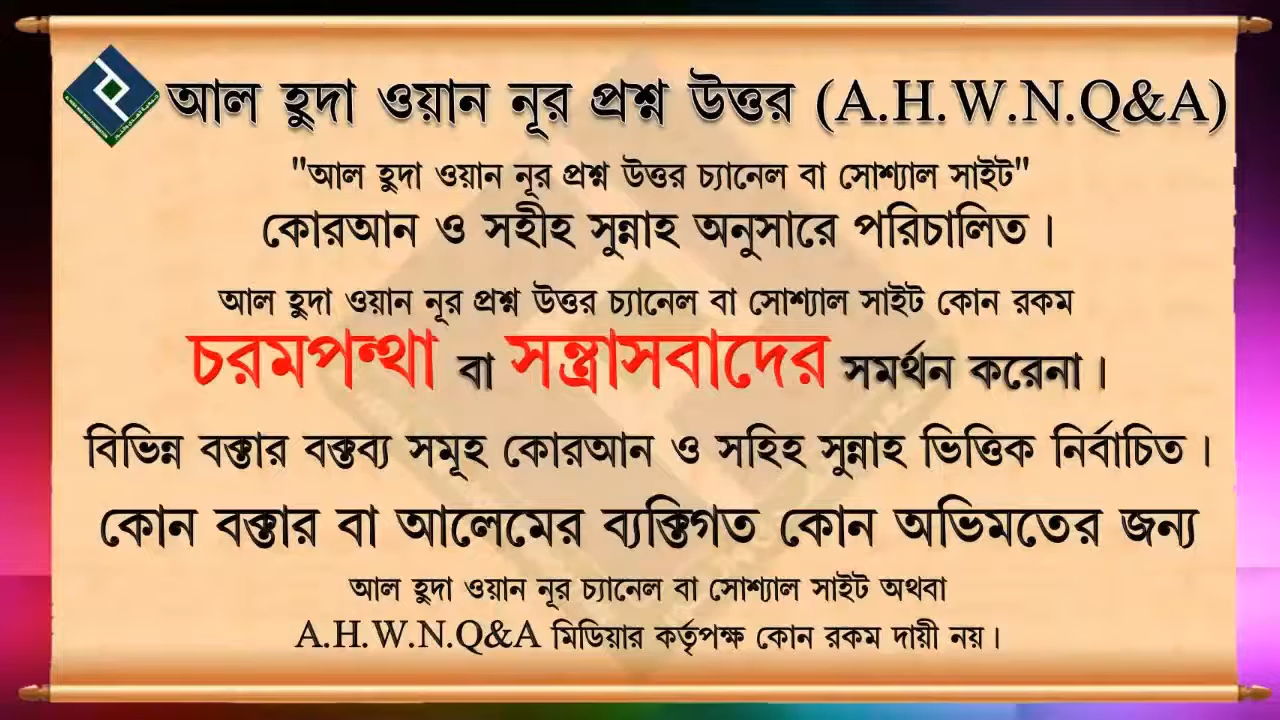 আল হুদা ওয়ান নূর প্রশ্ন উত্তর (A.H.W.N.Q&A)
"আল হুদা ওয়ান নূর প্রশ্ন উত্তর চ্যানেল বা সোশ্যাল সাইট"
কোরআন ও সহীহ সুন্নাহ অনুসারে পরিচালিত।
আল হুদা ওয়ান নূর প্রশ্ন উত্তর চ্যানেল বা সোশ্যাল সাইট কোন রকম
চরমপন্থা বা সন্ত্রাসবাদের সমর্থন করেনা।
বিভিন্ন বক্তার বক্তব্য সমূহ কোরআন ও সহিহ সুন্নাহ ভিত্তিক নির্বাচিত।
কোন বক্তার বা আলেমের ব্যক্তিগত কোন অভিমতের জন্য
আল হুদা ওয়ান নূর চ্যানেল বা সোশ্যাল সাইট অথবা
A.H.W.N.Q&A মিডিয়ার কর্তৃপক্ষ কোন রকম দায়ী নয়।